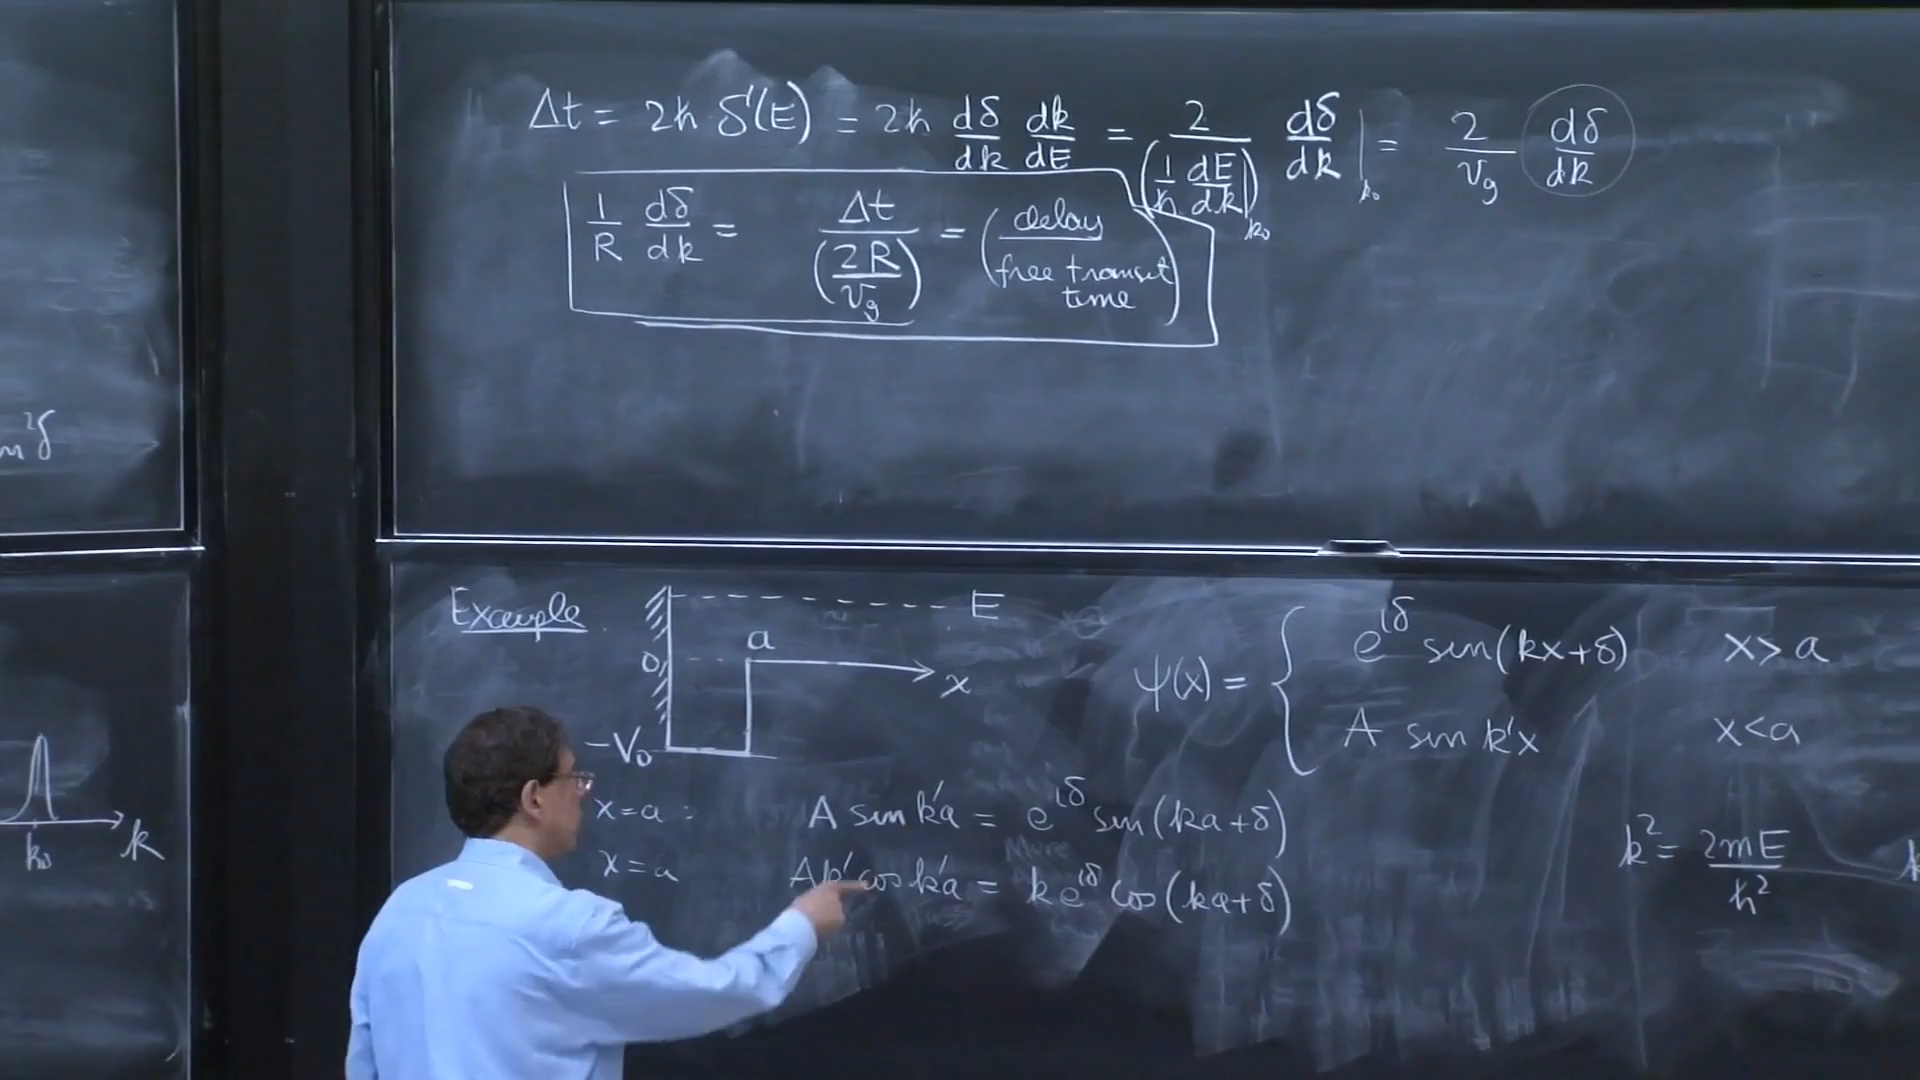 Δt = 2ħ δ'(E) = 2ħ dδ/dk dk/dE = 2/(1/ħ dE/dk|k₀) dδ/dk|k₀ = 2/v_g dδ/dk
1/R dδ/dk = Δt/(2R/v_g) = (delay/free transit time)
n²δ
Example
E
a
0
x
-V₀
ψ(x) = { e^{iδ} sin(kx+δ) x > a
A sin k'x x < a
x = a : A sin k'a = e^{iδ} sin(ka+δ)
x = a Ak' cos k'a = k e^{iδ} cos(ka+δ)
k² = 2mE/ħ²
k₀ k